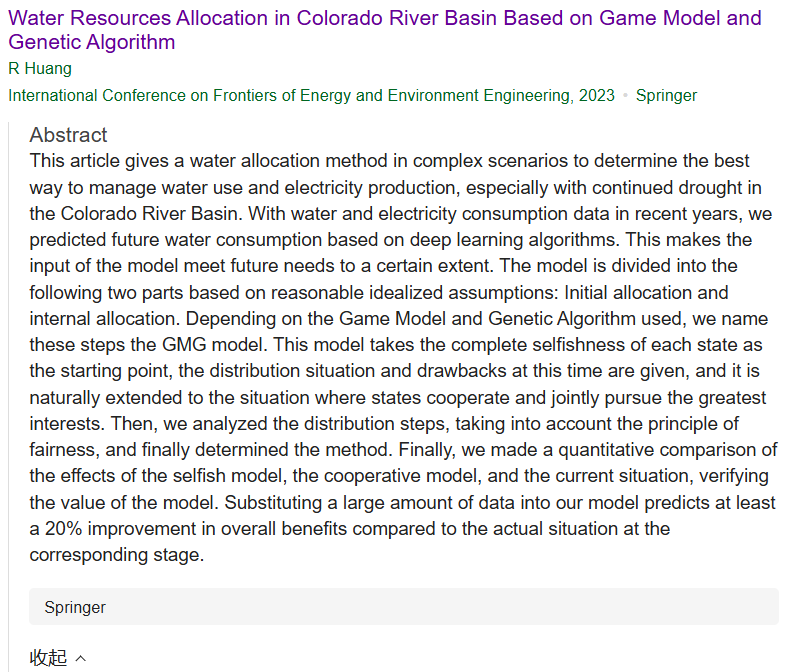 Water Resources Allocation in Colorado River Basin Based on Game Model and
Genetic Algorithm
R Huang
International Conference on Frontiers of Energy and Environment Engineering, 2023 • Springer
Abstract
This article gives a water allocation method in complex scenarios to determine the best
way to manage water use and electricity production, especially with continued drought in
the Colorado River Basin. With water and electricity consumption data in recent years, we
predicted future water consumption based on deep learning algorithms. This makes the
input of the model meet future needs to a certain extent. The model is divided into the
following two parts based on reasonable idealized assumptions: Initial allocation and
internal allocation. Depending on the Game Model and Genetic Algorithm used, we name
these steps the GMG model. This model takes the complete selfishness of each state as
the starting point, the distribution situation and drawbacks at this time are given, and it is
naturally extended to the situation where states cooperate and jointly pursue the greatest
interests. Then, we analyzed the distribution steps, taking into account the principle of
fairness, and finally determined the method. Finally, we made a quantitative comparison of
the effects of the selfish model, the cooperative model, and the current situation, verifying
the value of the model. Substituting a large amount of data into our model predicts at least
a 20% improvement in overall benefits compared to the actual situation at the
corresponding stage.
Springer
收起